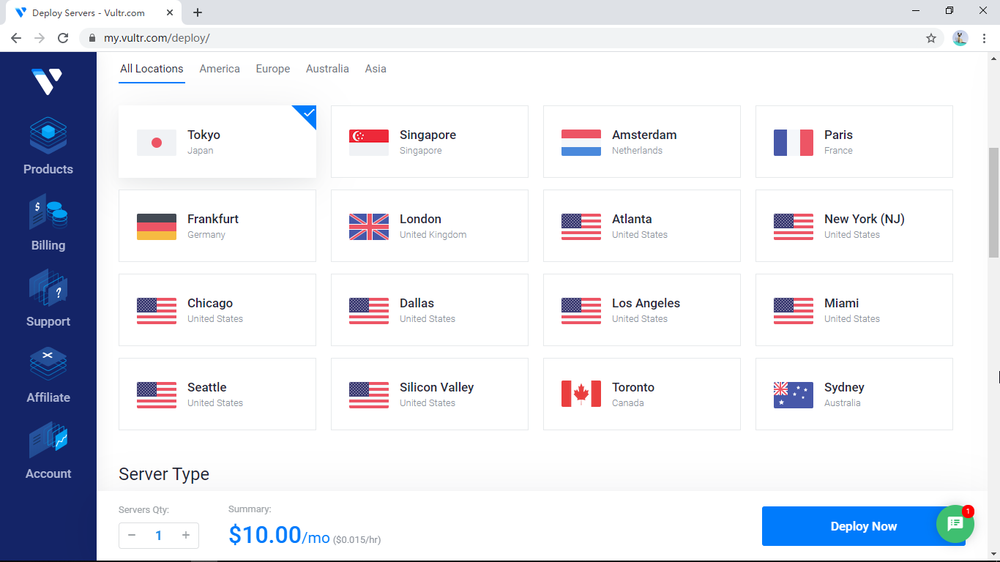 Deploy Servers - Vultr.com
my.vultr.com/deploy/
Products
Billing
Support
Affiliate
Account
All Locations America Europe Australia Asia
Tokyo
Japan
Singapore
Singapore
Amsterdam
Netherlands
Paris
France
Frankfurt
Germany
London
United Kingdom
Atlanta
United States
New York (NJ)
United States
Chicago
United States
Dallas
United States
Los Angeles
United States
Miami
United States
Seattle
United States
Silicon Valley
United States
Toronto
Canada
Sydney
Australia
Server Type
Servers Qty:
− 1 +
Summary:
$10.00/mo ($0.015/hr)
Deploy Now
1